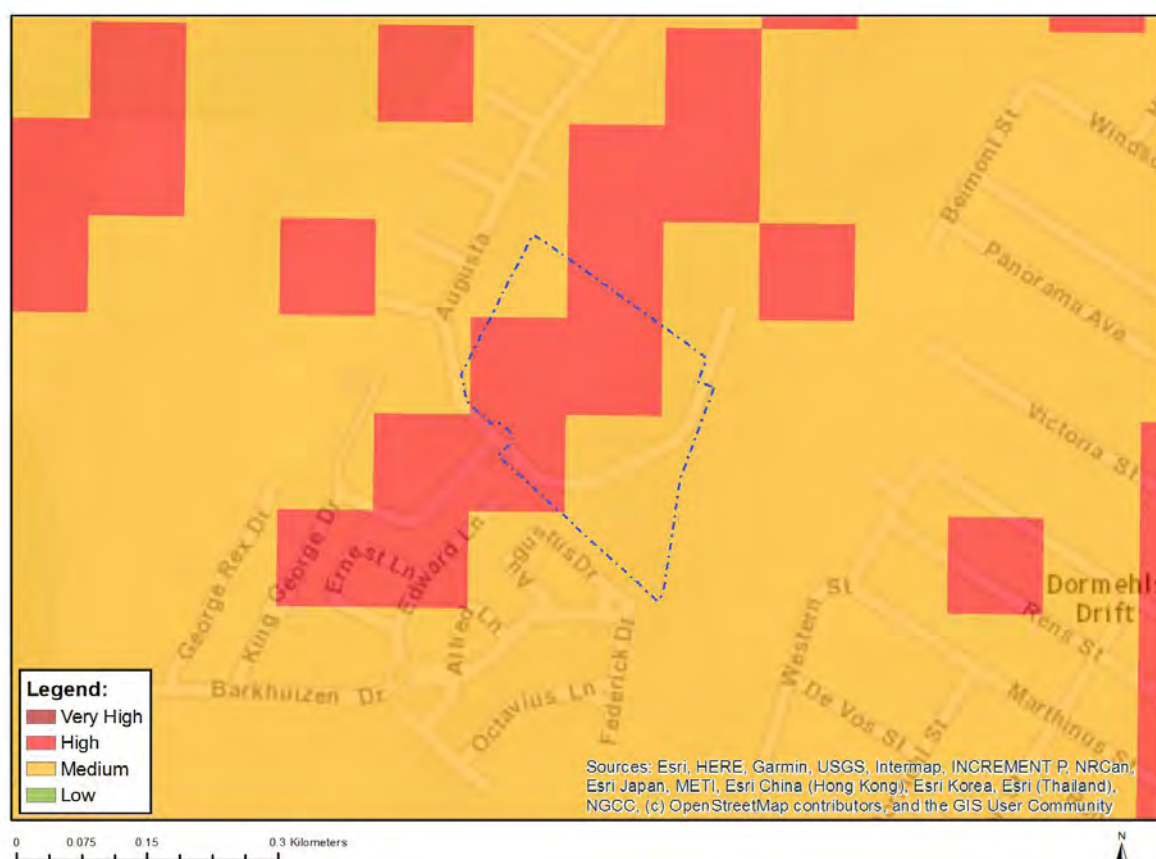 Augusta
Belmont St
Panorama AVa
Victoria St
George Rex Dr
King George Dr
Ernest Ln
Edward Ln
Augustus Dr
Alfred Ln
Western St
Dormehls
Drift
Rens St
Barkhuizen Dr
Octavius Ln
Federick Dr
De Vos St
Marthinus St
Legend:
Very High
High
Medium
Low
Sources: Esri, HERE, Garmin, USGS, Intermap, INCREMENT P, NRCan,
Esri Japan, METI, Esri China (Hong Kong), Esri Korea, Esri (Thailand),
NGCC, (c) OpenStreetMap contributors, and the GIS User Community
0 0.075 0.15 0.3 Kilometers
N